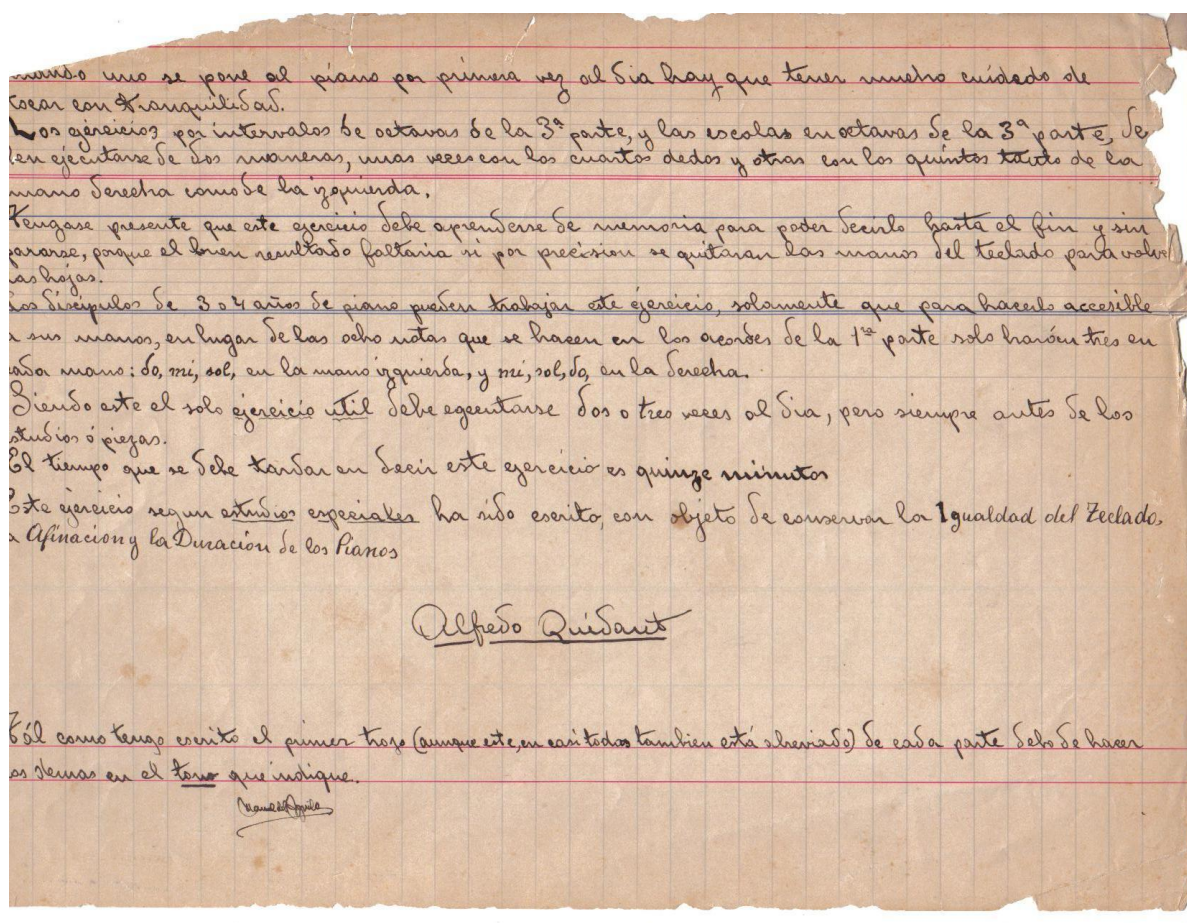 uando uno se pone al piano por primera vez al dia hay que tener mucho cuidado de
tocar con tranquilidad.
Los ejercicios por intervalos de octavas de la 3ª parte, y las escalas en octavas de la 3ª parte, de
ben ejecutarse de dos maneras, unas veces con los cuartos dedos y otras con los quintos tanto de la
mano derecha como de la izquierda.
Tengase presente que este ejercicio debe aprenderse de memoria para poder decirlo hasta el fin y sin
pararse, porque el buen resultado faltaria si por precision se quitaran las manos del teclado para volver
las hojas.
Los discipulos de 3 o 4 años de piano pueden trabajar este ejercicio, solamente que para hacerlo accesible
a sus manos, en lugar de las ocho notas que se hacen en los acordes de la 1ra parte solo harán tres en
cada mano: do, mi, sol, en la mano izquierda, y mi, sol, do, en la derecha.
Siendo este el solo ejercicio util debe egecutarse dos o tres veces al dia, pero siempre antes de los
studios ó piezas.
El tiempo que se debe tardar en decir este ejercicio es quinze minutos
Este ejercicio segun estudios especiales ha sido escrito, con objeto de conservar la Igualdad del Teclado,
a Afinación y la Duración de los Pianos
Alfredo Quidant
Tál como tengo escrito el primer trozo (aunque este, en casi todas tambien está abreviado) de cada parte debo de hacer
os demas en el tono que indique.